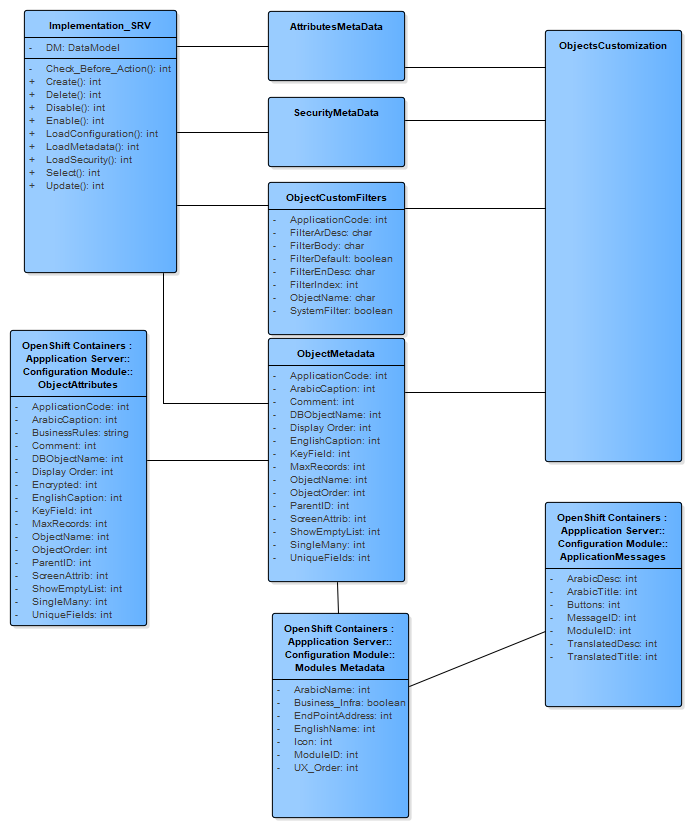 Implementation_SRV
- DM: DataModel
- Check_Before_Action(): int
+ Create(): int
+ Delete(): int
+ Disable(): int
+ Enable(): int
+ LoadConfiguration(): int
+ LoadMetadata(): int
+ LoadSecurity(): int
+ Select(): int
+ Update(): int
AttributesMetaData
ObjectsCustomization
SecurityMetaData
ObjectCustomFilters
- ApplicationCode: int
- FilterArDesc: char
- FilterBody: char
- FilterDefault: boolean
- FilterEnDesc: char
- FilterIndex: int
- ObjectName: char
- SystemFilter: boolean
OpenShift Containers :
Appplication Server::
Configuration Module::
ObjectAttributes
- ApplicationCode: int
- ArabicCaption: int
- BusinessRules: string
- Comment: int
- DBObjectName: int
- Display Order: int
- Encrypted: int
- EnglishCaption: int
- KeyField: int
- MaxRecords: int
- ObjectName: int
- ObjectOrder: int
- ParentID: int
- ScreenAttrib: int
- ShowEmptyList: int
- SingleMany: int
- UniqueFields: int
ObjectMetadata
- ApplicationCode: int
- ArabicCaption: int
- Comment: int
- DBObjectName: int
- Display Order: int
- EnglishCaption: int
- KeyField: int
- MaxRecords: int
- ObjectName: int
- ObjectOrder: int
- ParentID: int
- ScreenAttrib: int
- ShowEmptyList: int
- SingleMany: int
- UniqueFields: int
OpenShift Containers :
Appplication Server::
Configuration Module::
ApplicationMessages
- ArabicDesc: int
- ArabicTitle: int
- Buttons: int
- MessageID: int
- ModuleID: int
- TranslatedDesc: int
- TranslatedTitle: int
OpenShift Containers :
Appplication Server::
Configuration Module::
Modules Metadata
- ArabicName: int
- Business_Infra: boolean
- EndPointAddress: int
- EnglishName: int
- Icon: int
- ModuleID: int
- UX_Order: int